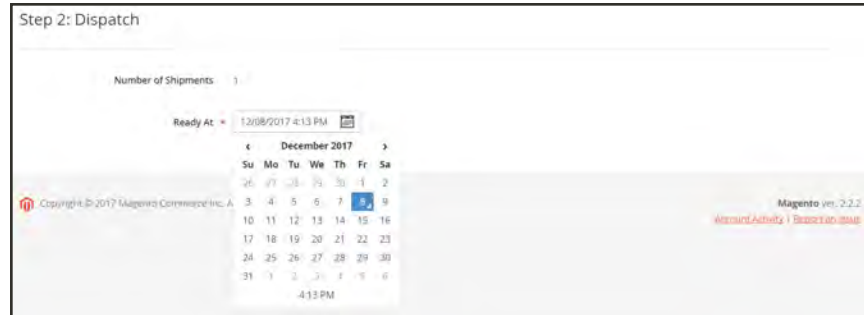 Step 2: Dispatch
Number of Shipments 1
Ready At * 12/08/2017 4:13 PM
‹ December 2017 ›
Su Mo Tu We Th Fr Sa
26 27 28 29 30 1 2
3 4 5 6 7 8 9
10 11 12 13 14 15 16
17 18 19 20 21 22 23
24 25 26 27 28 29 30
31 1 2 3 4 5 6
4:13 PM
Copyright © 2017 Magento Commerce Inc. A
Magento ver. 2.2.2
Account Activity | Report an Issue